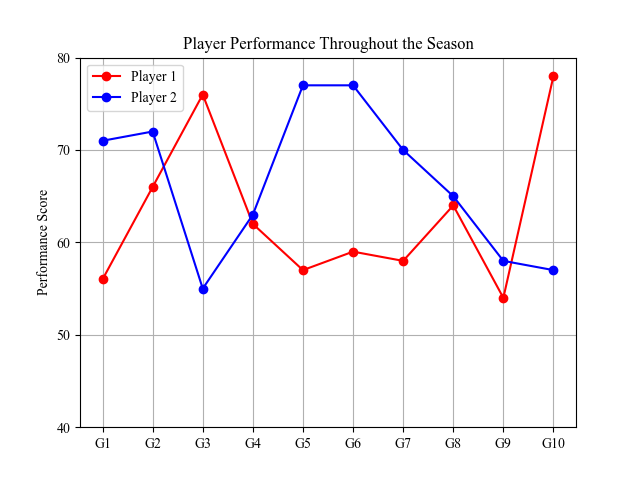 Player Performance Throughout the Season
Player 1
Player 2
Performance Score
80
70
60
50
40
G1 G2 G3 G4 G5 G6 G7 G8 G9 G10